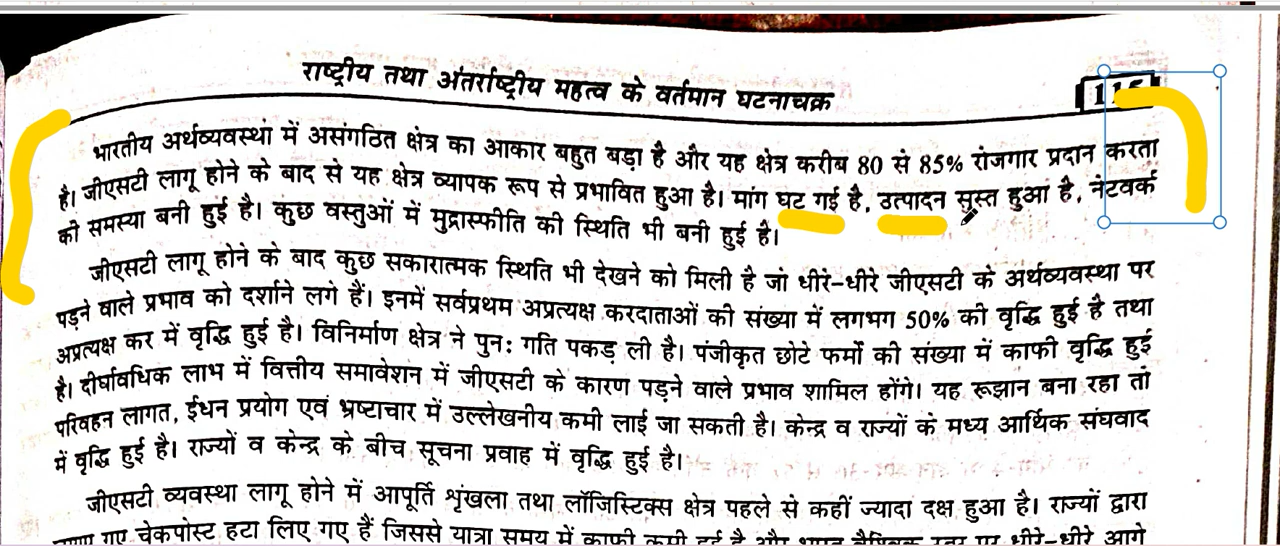 राष्ट्रीय तथा अंतर्राष्ट्रीय महत्व के वर्तमान घटनाचक्र
115
भारतीय अर्थव्यवस्था में असंगठित क्षेत्र का आकार बहुत बड़ा है और यह क्षेत्र करीब 80 से 85% रोजगार प्रदान करता
है। जीएसटी लागू होने के बाद से यह क्षेत्र व्यापक रूप से प्रभावित हुआ है। मांग घट गई है, उत्पादन सुस्त हुआ है, नेटवर्क
की समस्या बनी हुई है। कुछ वस्तुओं में मुद्रास्फीति की स्थिति भी बनी हुई है।
जीएसटी लागू होने के बाद कुछ सकारात्मक स्थिति भी देखने को मिली है जो धीरे-धीरे जीएसटी के अर्थव्यवस्था पर
पड़ने वाले प्रभाव को दर्शाने लगे हैं। इनमें सर्वप्रथम अप्रत्यक्ष करदाताओं की संख्या में लगभग 50% की वृद्धि हुई है तथा
अप्रत्यक्ष कर में वृद्धि हुई है। विनिर्माण क्षेत्र ने पुनः गति पकड़ ली है। पंजीकृत छोटे फर्मों की संख्या में काफी वृद्धि हुई
है। दीर्घावधिक लाभ में वित्तीय समावेशन में जीएसटी के कारण पड़ने वाले प्रभाव शामिल होंगे। यह रूझान बना रहा तो
परिवहन लागत, ईधन प्रयोग एवं भ्रष्टाचार में उल्लेखनीय कमी लाई जा सकती है। केन्द्र व राज्यों के मध्य आर्थिक संघवाद
में वृद्धि हुई है। राज्यों व केन्द्र के बीच सूचना प्रवाह में वृद्धि हुई है।
जीएसटी व्यवस्था लागू होने में आपूर्ति शृंखला तथा लॉजिस्टिक्स क्षेत्र पहले से कहीं ज्यादा दक्ष हुआ है। राज्यों द्वारा
गए चेकपोस्ट हटा लिए गए हैं जिससे यात्रा समय में काफी कमी हुई है और धीरे-धीरे आगे